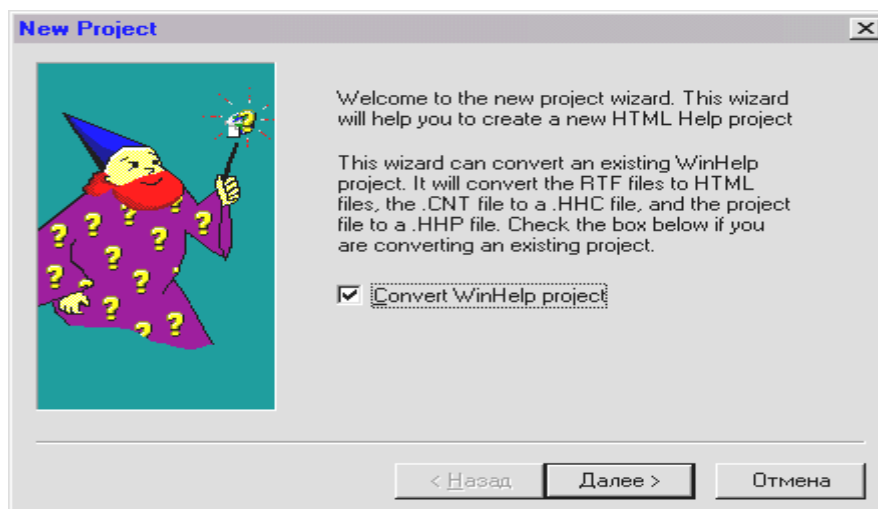 New Project
Welcome to the new project wizard. This wizard
will help you to create a new HTML Help project
This wizard can convert an existing WinHelp
project. It will convert the RTF files to HTML
files, the .CNT file to a .HHC file, and the project
file to a .HHP file. Check the box below if you
are converting an existing project.
Convert WinHelp project
< Назад
Далее >
Отмена